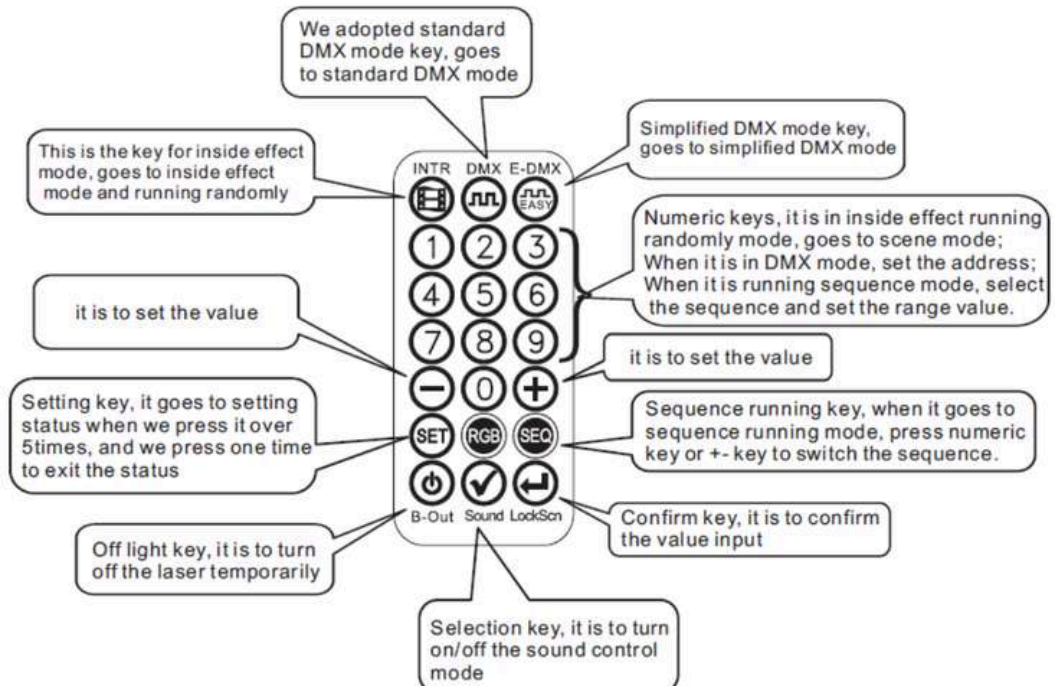 We adopted standard
DMX mode key, goes
to standard DMX mode
Simplified DMX mode key,
goes to simplified DMX mode
This is the key for inside effect
mode, goes to inside effect
mode and running randomly
INTR DMX E-DMX
EASY
Numeric keys, it is in inside effect running
randomly mode, goes to scene mode;
When it is in DMX mode, set the address;
When it is running sequence mode, select
the sequence and set the range value.
1 2 3
4 5 6
7 8 9
it is to set the value
it is to set the value
− 0 +
Setting key, it goes to setting
status when we press it over
5times, and we press one time
to exit the status
SET RGB SEQ
Sequence running key, when it goes to
sequence running mode, press numeric
key or +- key to switch the sequence.
B-Out Sound LockScn
Off light key, it is to turn
off the laser temporarily
Confirm key, it is to confirm
the value input
Selection key, it is to turn
on/off the sound control
mode